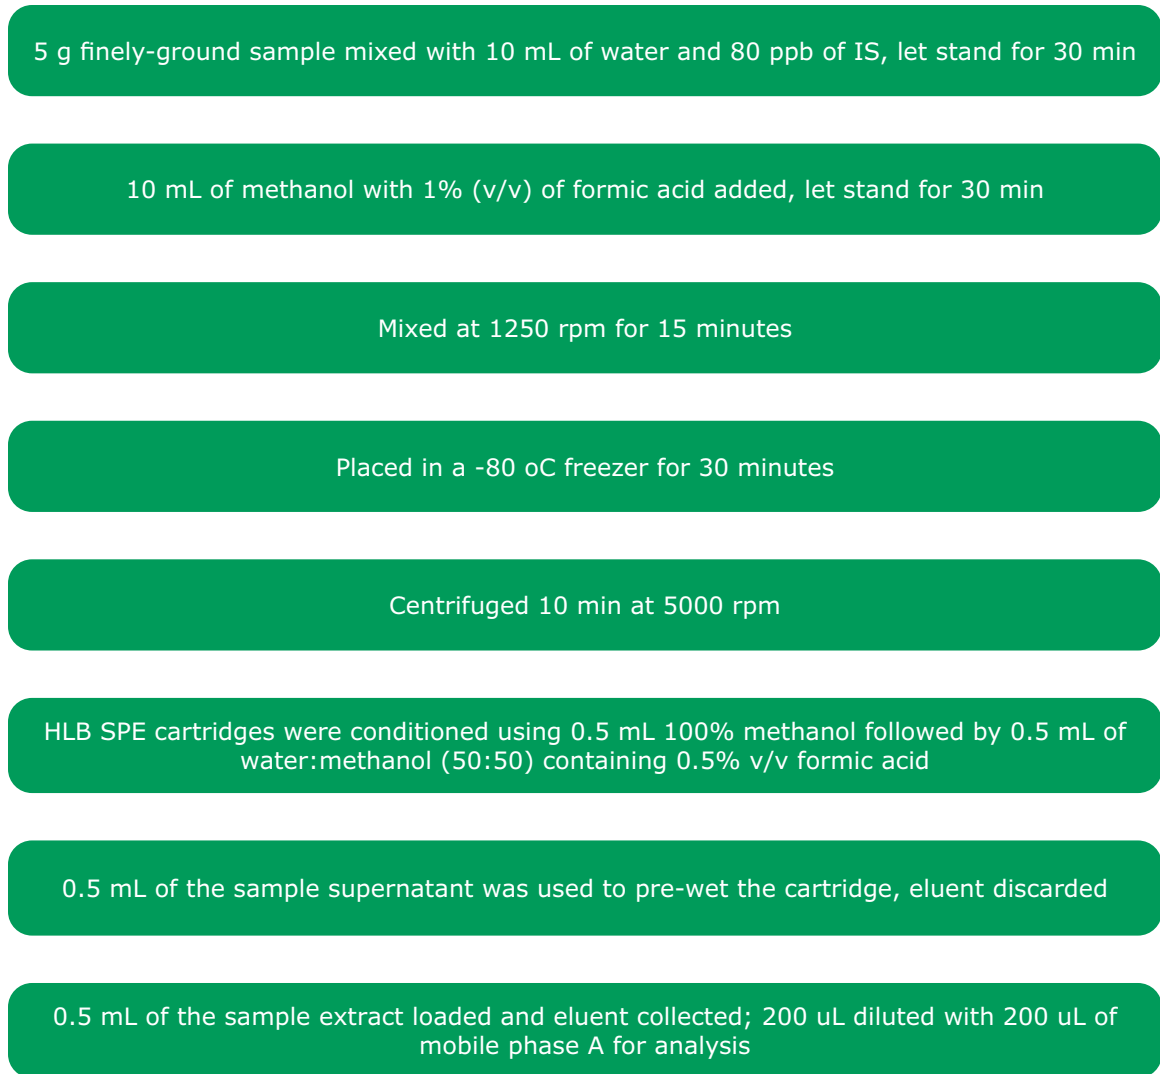 5 g finely-ground sample mixed with 10 mL of water and 80 ppb of IS, let stand for 30 min
10 mL of methanol with 1% (v/v) of formic acid added, let stand for 30 min
Mixed at 1250 rpm for 15 minutes
Placed in a -80 oC freezer for 30 minutes
Centrifuged 10 min at 5000 rpm
HLB SPE cartridges were conditioned using 0.5 mL 100% methanol followed by 0.5 mL of
water:methanol (50:50) containing 0.5% v/v formic acid
0.5 mL of the sample supernatant was used to pre-wet the cartridge, eluent discarded
0.5 mL of the sample extract loaded and eluent collected; 200 uL diluted with 200 uL of
mobile phase A for analysis